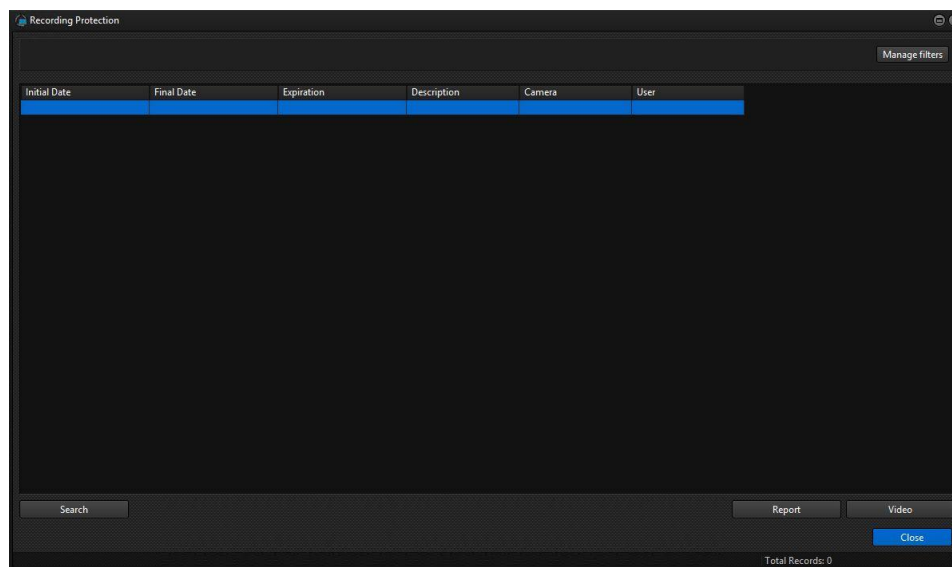 Recording Protection
Manage filters
Initial Date Final Date Expiration Description Camera User
Search Report Video
Close
Total Records: 0